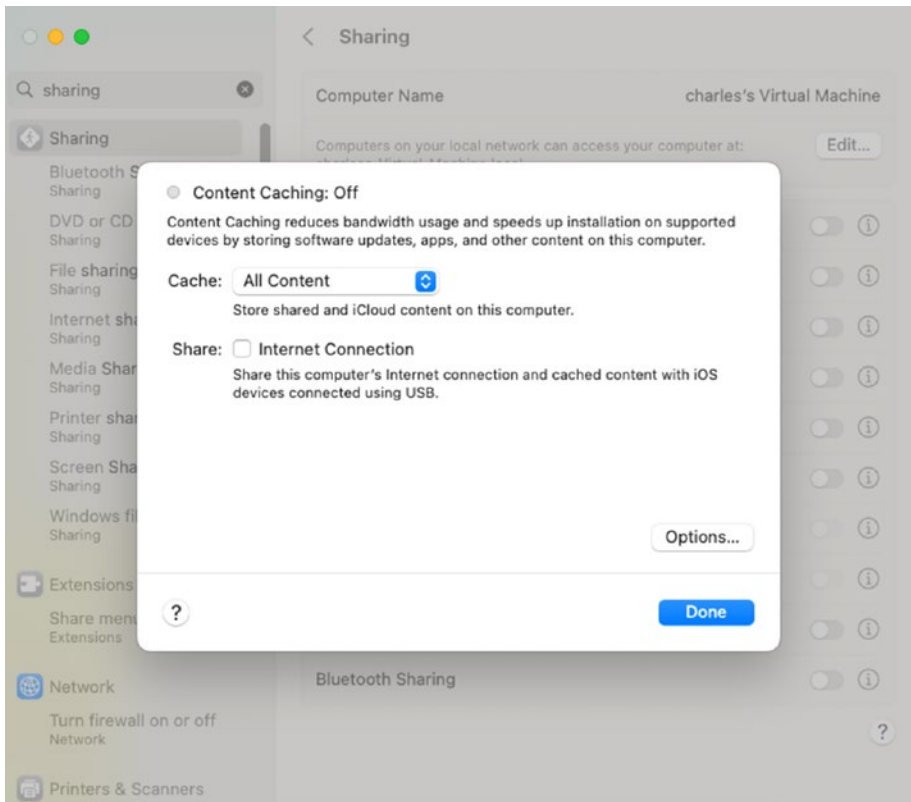 Sharing
sharing
Computer Name charles's Virtual Machine
Sharing
Computers on your local network can access your computer at:
Edit...
Bluetooth S
Sharing
DVD or CD
Sharing
File sharing
Sharing
Internet sha
Sharing
Media Shar
Sharing
Printer shar
Sharing
Screen Sha
Sharing
Windows fil
Sharing
Extensions
Share menu
Extensions
Network
Turn firewall on or off
Network
Printers & Scanners
Content Caching: Off
Content Caching reduces bandwidth usage and speeds up installation on supported
devices by storing software updates, apps, and other content on this computer.
Cache: All Content
Store shared and iCloud content on this computer.
Share: Internet Connection
Share this computer's Internet connection and cached content with iOS
devices connected using USB.
Options...
? Done
Bluetooth Sharing
?